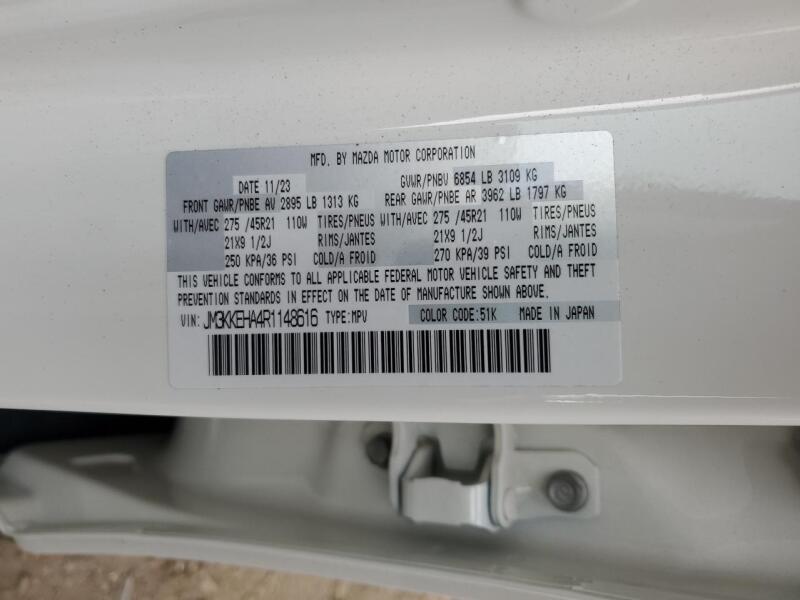 MFD. BY MAZDA MOTOR CORPORATION
DATE 11/23 GVWR/PNBV 6854 LB 3109 KG
FRONT GAWR/PNBE AV 2895 LB 1313 KG REAR GAWR/PNBE AR 3962 LB 1797 KG
WITH/AVEC 275 /45R21 110W TIRES/PNEUS WITH/AVEC 275 /45R21 110W TIRES/PNEUS
21X9 1/2J RIMS/JANTES 21X9 1/2J RIMS/JANTES
250 KPA/36 PSI COLD/A FROID 270 KPA/39 PSI COLD/A FROID
THIS VEHICLE CONFORMS TO ALL APPLICABLE FEDERAL MOTOR VEHICLE SAFETY AND THEFT
PREVENTION STANDARDS IN EFFECT ON THE DATE OF MANUFACTURE SHOWN ABOVE.
VIN: JM3KKEHA4R1148616 TYPE:MPV COLOR CODE:51K MADE IN JAPAN